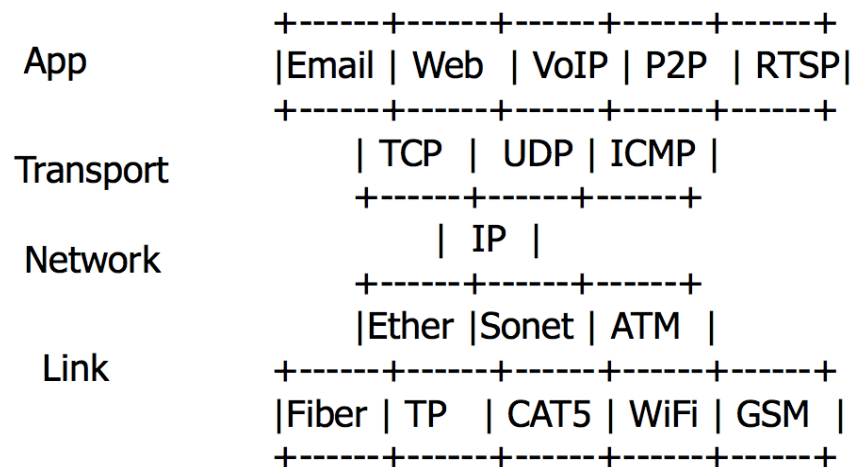 +------+------+------+------+------+
App |Email | Web | VoIP | P2P | RTSP|
+------+------+------+------+------+
Transport | TCP | UDP | ICMP |
+------+------+------+
Network | IP |
+------+------+------+
|Ether |Sonet | ATM |
Link +------+------+------+------+------+
|Fiber | TP | CAT5 | WiFi | GSM |
+------+------+------+------+------+